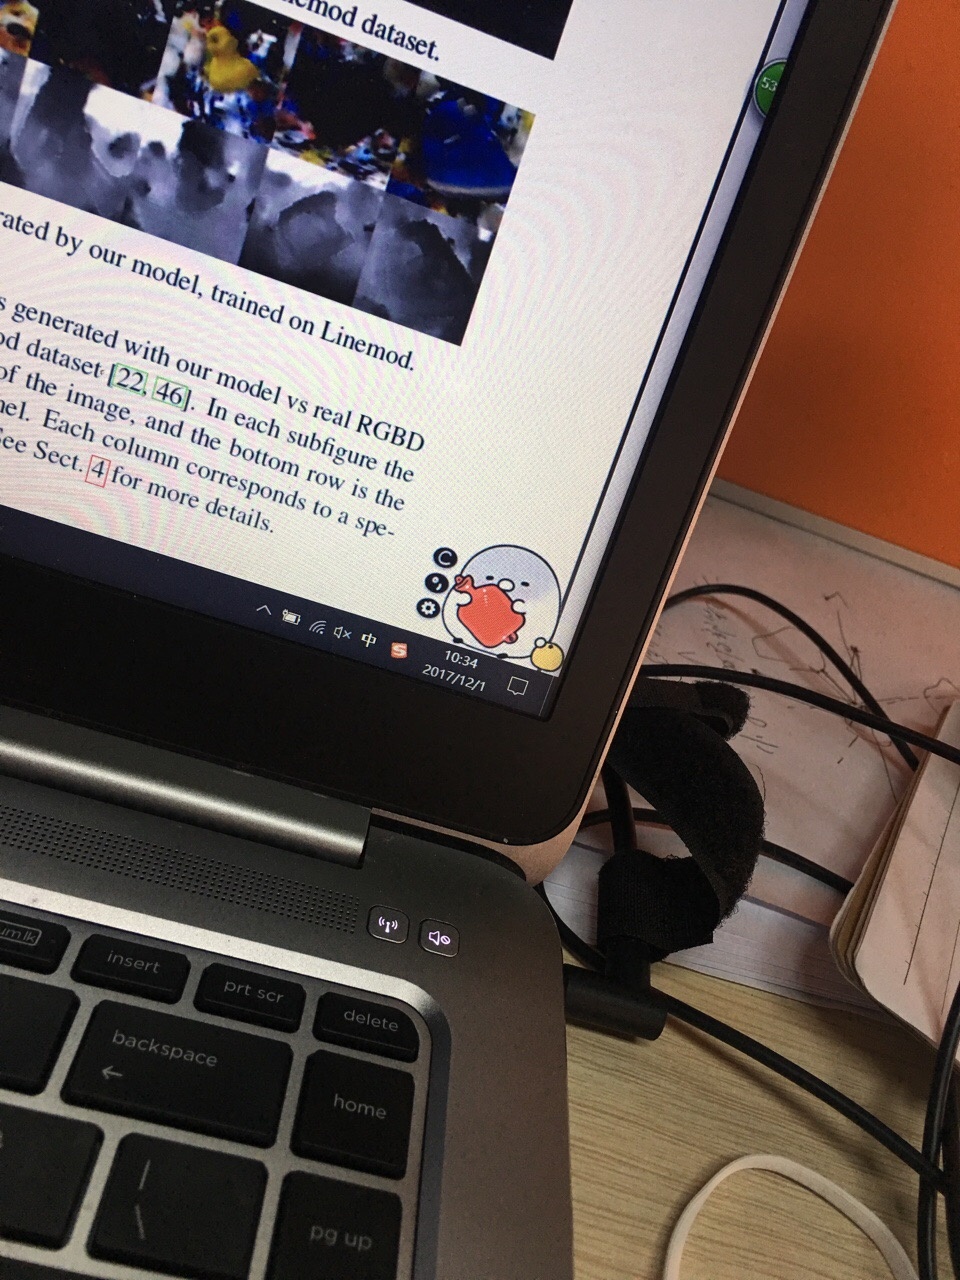 emod dataset.
rated by our model, trained on Linemod.
s generated with our model vs real RGBD
od dataset [22, 46]. In each subfigure the
of the image, and the bottom row is the
nel. Each column corresponds to a spe-
See Sect. 4 for more details.
53
中
S
10:34
2017/12/1
um lk
insert
prt scr
delete
backspace
home
pg up